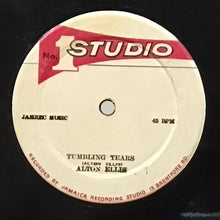 No. 1 STUDIO
JAMREC MUSIC
45 RPM
TUMBLING TEARS
(ALTON ELLIS)
ALTON ELLIS
RECORDED BY JAMAICA RECORDING STUDIO 13 BRENTFORD RD.